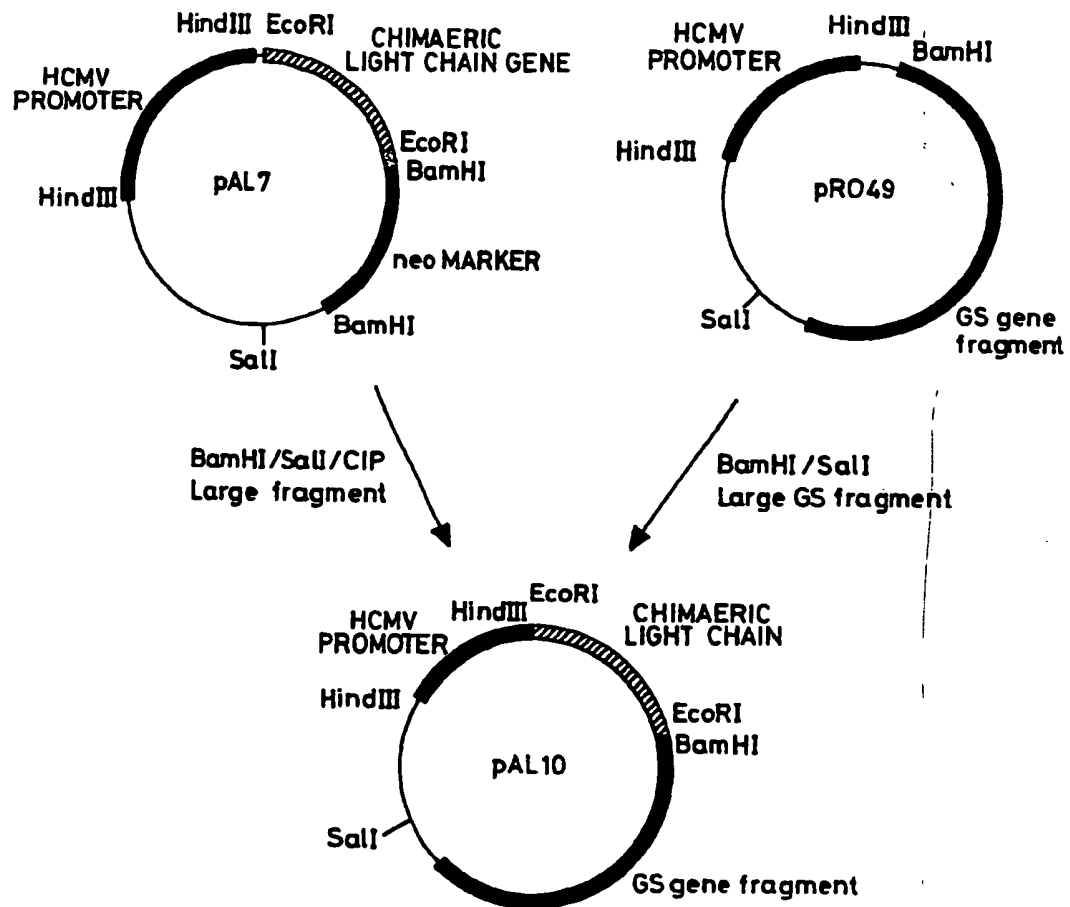 HindIII EcoRI
CHIMAERIC
LIGHT CHAIN GENE
HCMV
PROMOTER
EcoRI
BamHI
HindIII
pAL7
neo MARKER
BamHI
SalI
HCMV
PROMOTER
HindIII
BamHI
HindIII
pRO49
SalI
GS gene
fragment
BamHI/SalI/CIP
Large fragment
BamHI/SalI
Large GS fragment
HCMV
PROMOTER
HindIII
EcoRI
CHIMAERIC
LIGHT CHAIN
HindIII
EcoRI
BamHI
pAL10
SalI
GS gene fragment